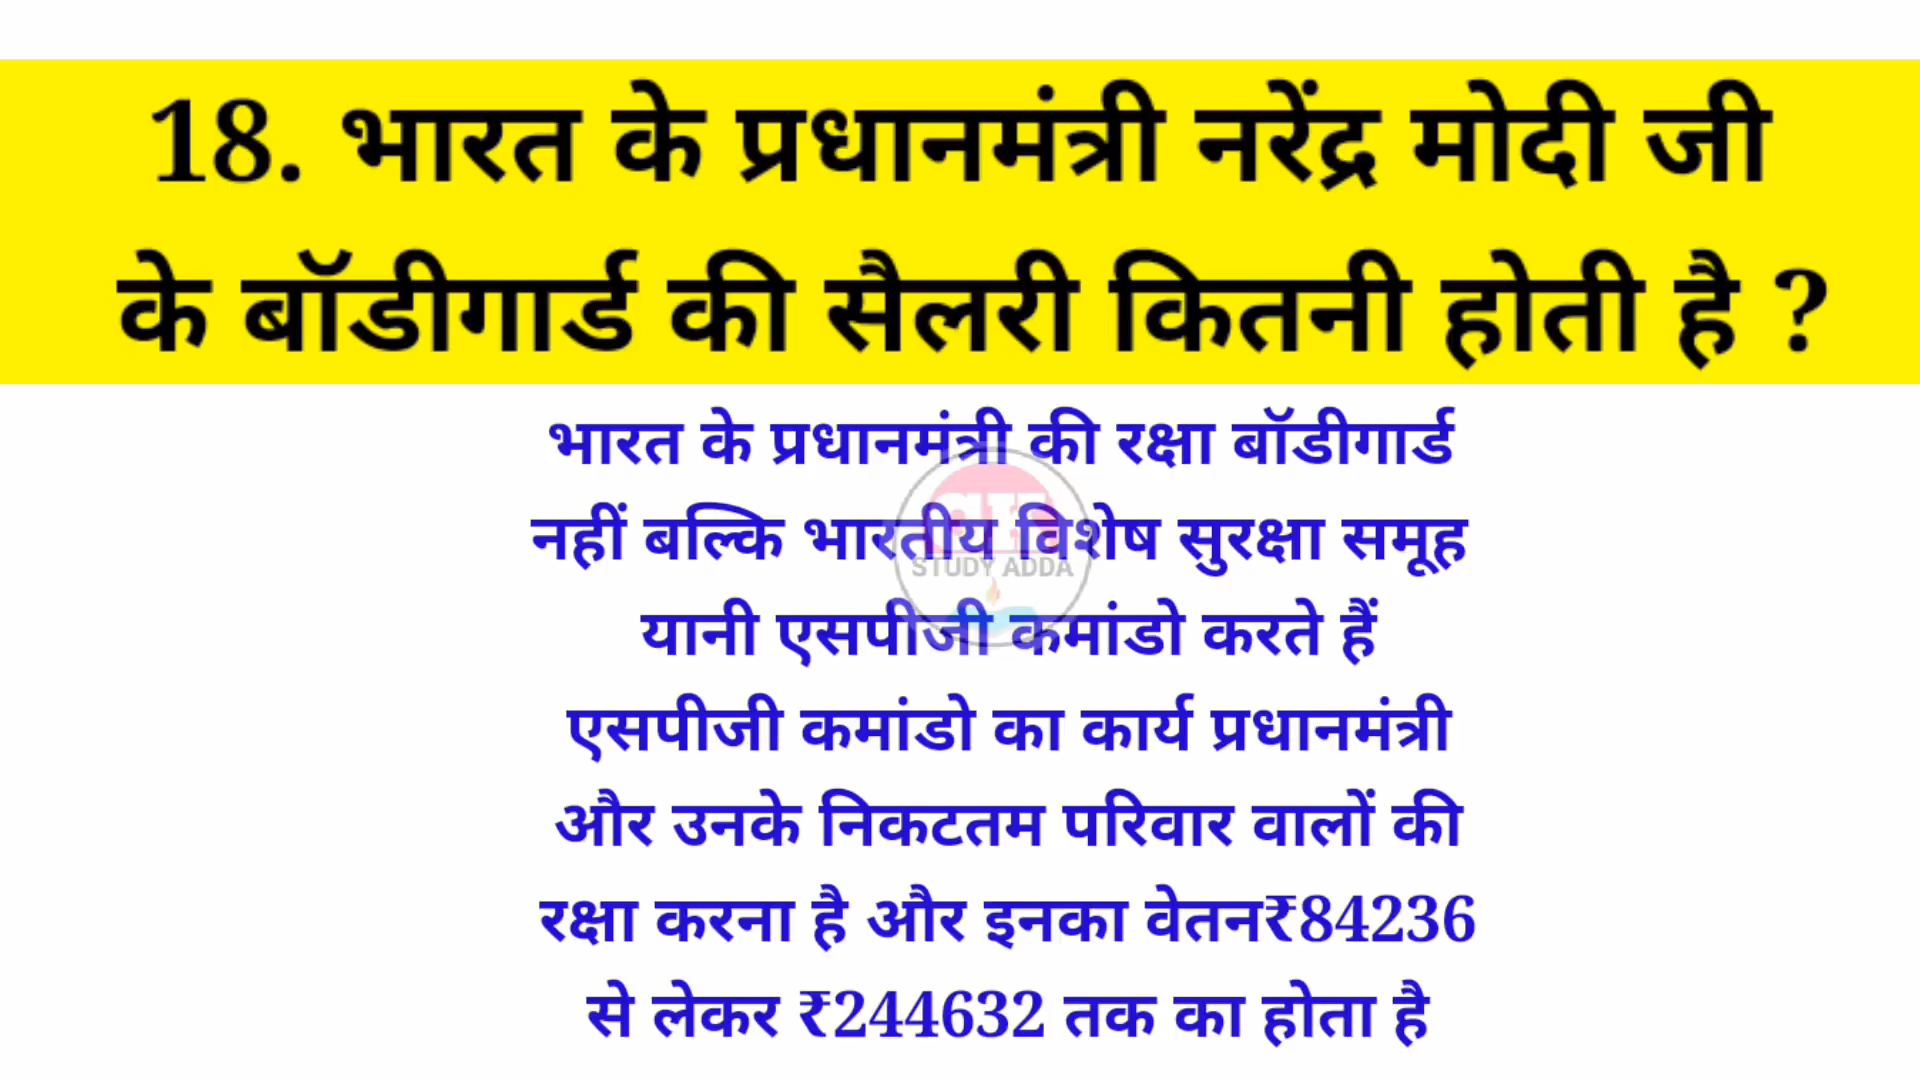 18. भारत के प्रधानमंत्री नरेंद्र मोदी जी
के बॉडीगार्ड की सैलरी कितनी होती है ?
भारत के प्रधानमंत्री की रक्षा बॉडीगार्ड
नहीं बल्कि भारतीय विशेष सुरक्षा समूह
STUDY ADDA
यानी एसपीजी कमांडो करते हैं
एसपीजी कमांडो का कार्य प्रधानमंत्री
और उनके निकटतम परिवार वालों की
रक्षा करना है और इनका वेतन₹84236
से लेकर ₹244632 तक का होता है